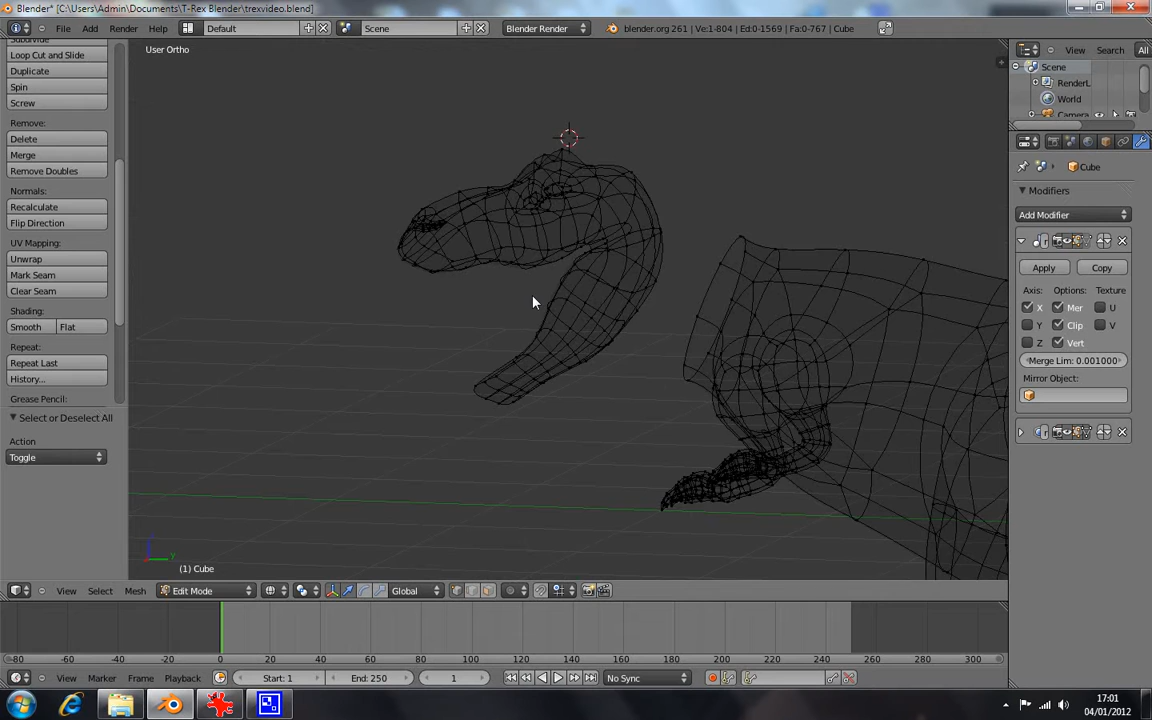 Blender* [C:\Users\Admin\Documents\T-Rex Blender\trexvideo.blend]
File Add Render Help Default Scene Blender Render blender.org 261 | Ve:1-804 | Ed:0-1569 | Fa:0-767 | Cube
Subdivide
Loop Cut and Slide
Duplicate
Spin
Screw
Remove:
Delete
Merge
Remove Doubles
Normals:
Recalculate
Flip Direction
UV Mapping:
Unwrap
Mark Seam
Clear Seam
Shading:
Smooth Flat
Repeat:
Repeat Last
History...
Grease Pencil:
Select or Deselect All
Action
Toggle
User Ortho
y
(1) Cube
View Search All
Scene
RenderL
World
Camera
Cube
Modifiers
Add Modifier
Apply Copy
Axis: Options: Texture
X Mer U
Y Clip V
Z Vert
Merge Lim: 0.001000
Mirror Object:
View Select Mesh Edit Mode Global
-80 -60 -40 -20 0 20 40 60 80 100 120 140 160 180 200 220 240 260 280 300
View Marker Frame Playback Start: 1 End: 250 1 No Sync
17:01
04/01/2012